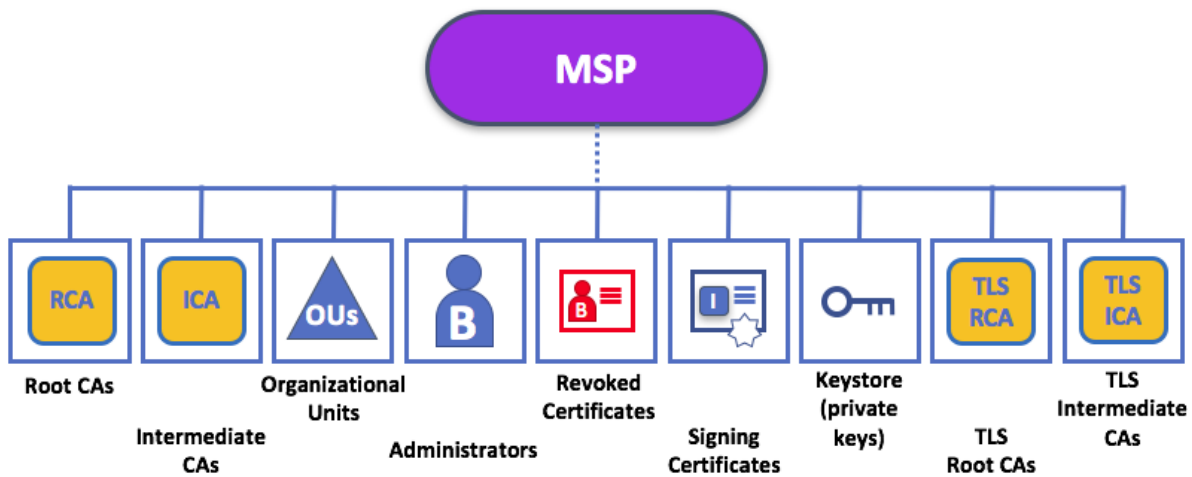 MSP
RCA
ICA
OUs
B
B
I
TLS
RCA
TLS
ICA
Root CAs
Intermediate
CAs
Organizational
Units
Administrators
Revoked
Certificates
Signing
Certificates
Keystore
(private
keys)
TLS
Root CAs
TLS
Intermediate
CAs